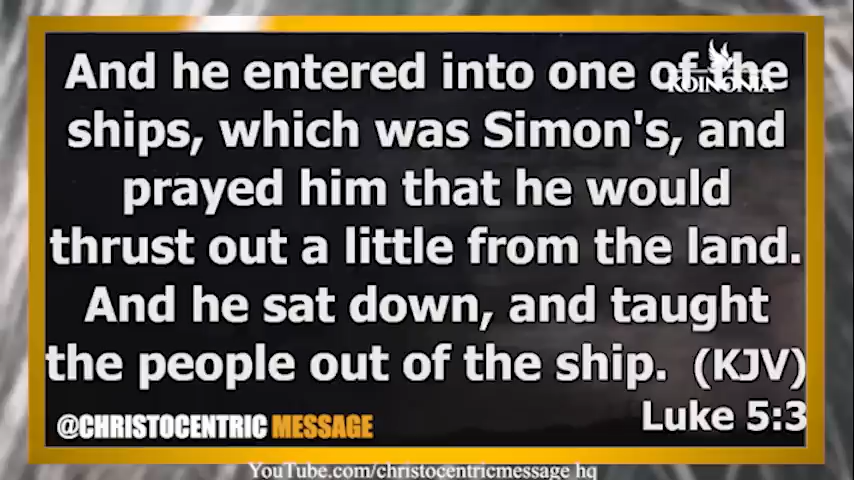 And he entered into one of the
KOINONIA
ships, which was Simon's, and
prayed him that he would
thrust out a little from the land.
And he sat down, and taught
the people out of the ship. (KJV)
Luke 5:3
@CHRISTOCENTRIC MESSAGE
YouTube.com/christocentricmessage hq